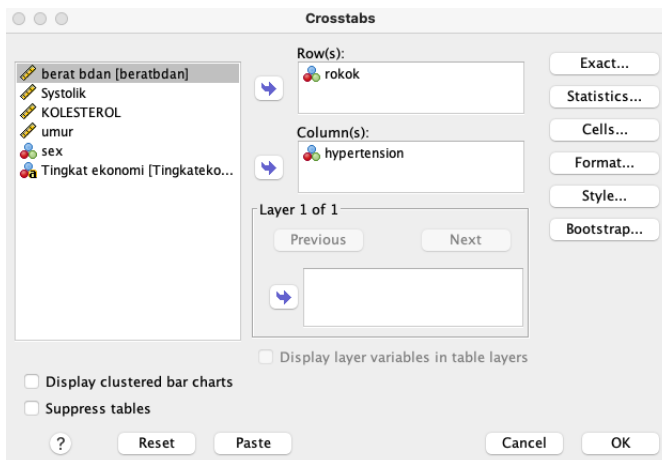 Crosstabs
berat bdan [beratbdan]
Systolik
KOLESTEROL
umur
sex
a Tingkat ekonomi [Tingkateko...
Row(s):
rokok
Column(s):
hypertension
Layer 1 of 1
Previous Next
Display layer variables in table layers
Exact...
Statistics...
Cells...
Format...
Style...
Bootstrap...
Display clustered bar charts
Suppress tables
? Reset Paste Cancel OK